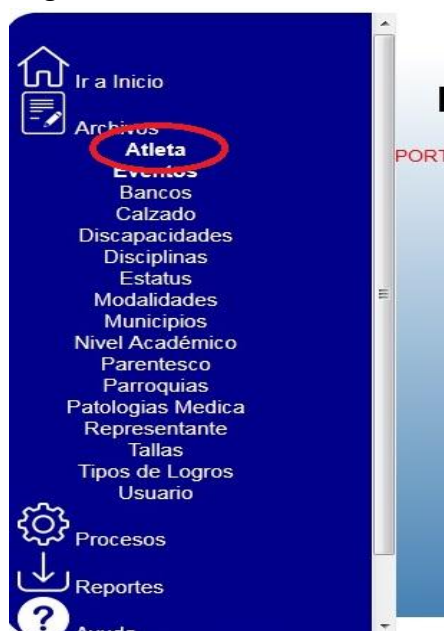 Ir a Inicio
Archivos
Atleta
Eventos
Bancos
Calzado
Discapacidades
Disciplinas
Estatus
Modalidades
Municipios
Nivel Académico
Parentesco
Parroquias
Patologias Medica
Representante
Tallas
Tipos de Logros
Usuario
Procesos
Reportes
?
Ayuda
PORT